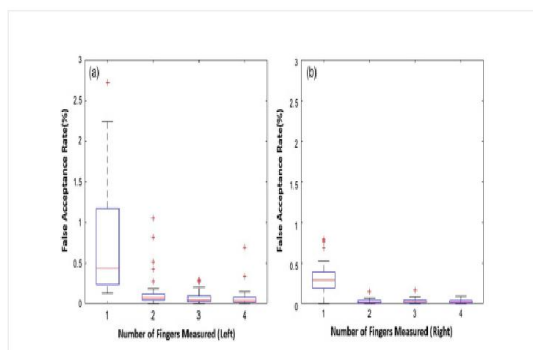 (a)
False Acceptance Rate(%)
3
2.5
2
1.5
1
0.5
0
1 2 3 4
Number of Fingers Measured (Left)
(b)
False Acceptance Rate(%)
3
2.5
2
1.5
1
0.5
0
1 2 3 4
Number of Fingers Measured (Right)